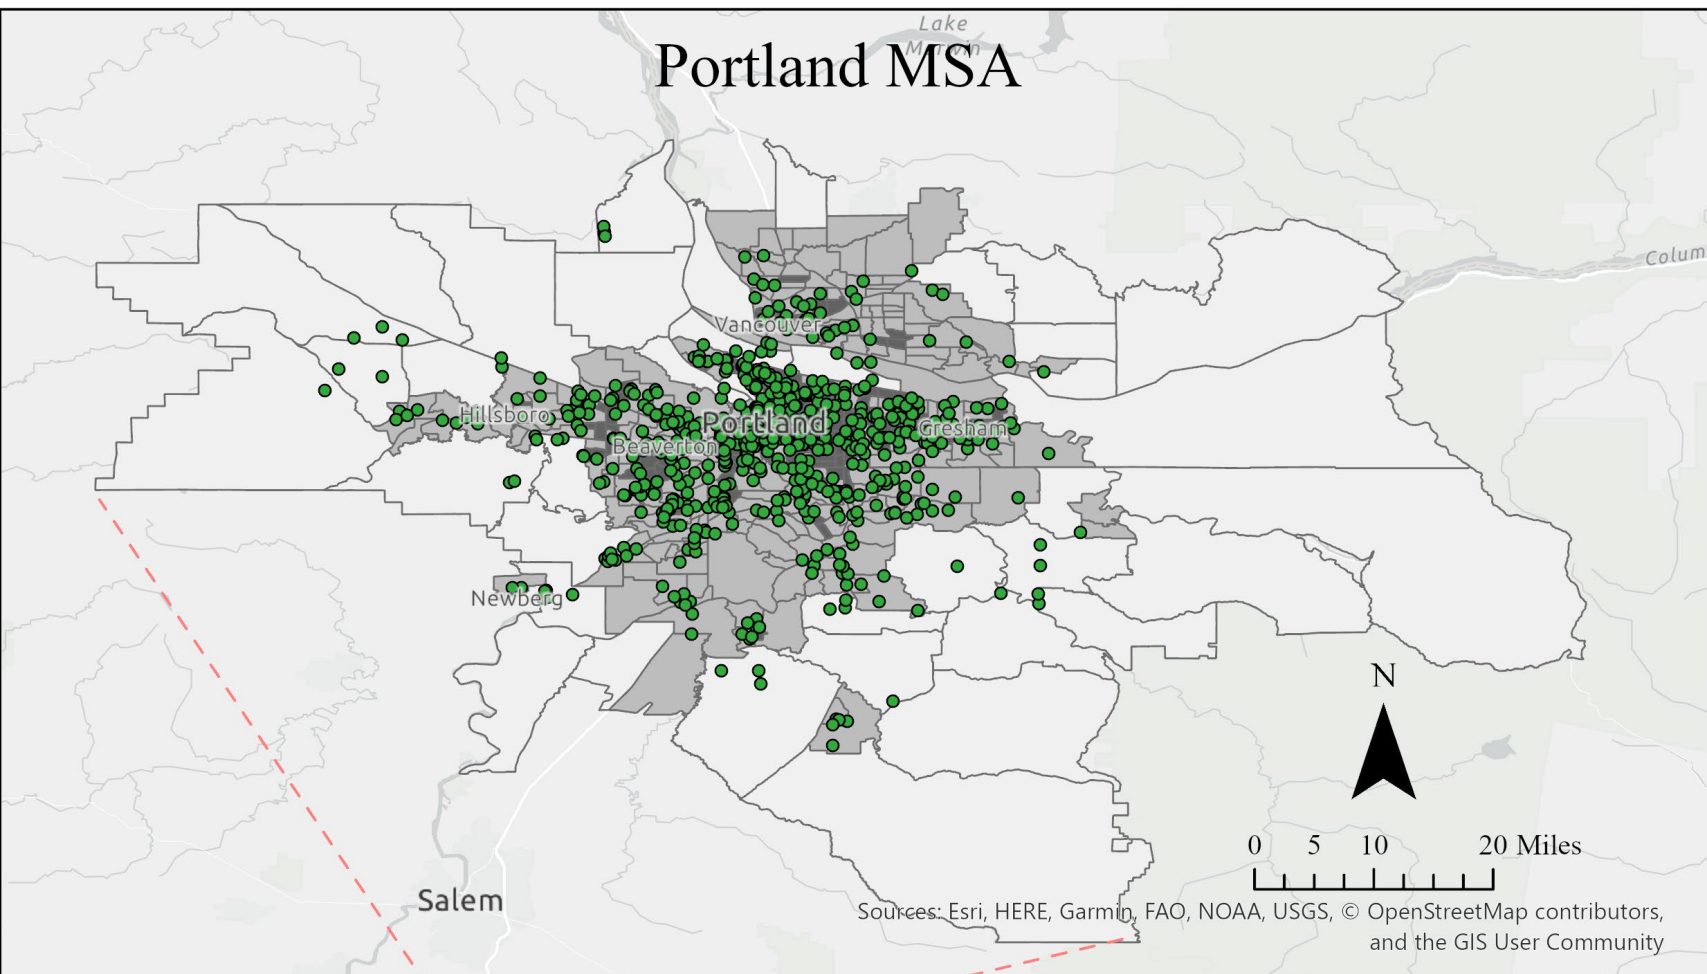 Lake
Merwin
Portland MSA
Colum
Vancouver
Hillsboro
Portland
Gresham
Beaverton
Newberg
N
0 5 10 20 Miles
Salem
Sources: Esri, HERE, Garmin, FAO, NOAA, USGS, © OpenStreetMap contributors,
and the GIS User Community